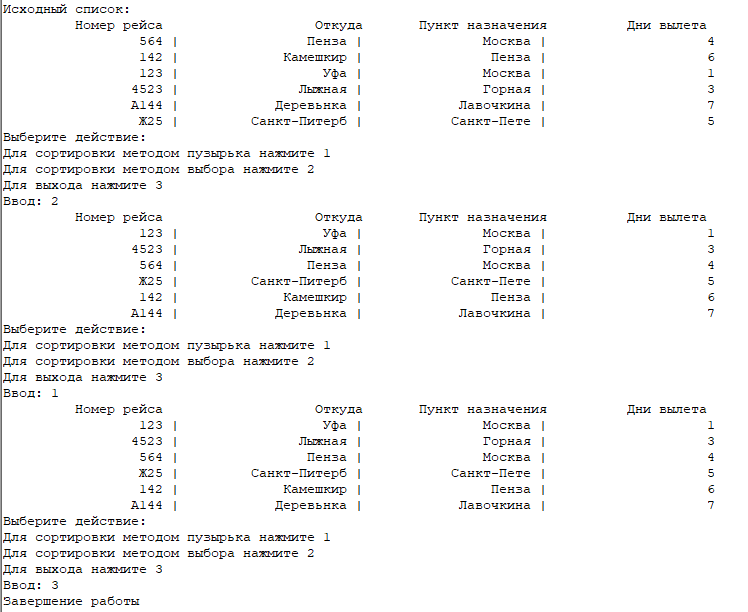 Исходный список:
Номер рейса Откуда Пункт назначения Дни вылета
564 | Пенза | Москва | 4
142 | Камешкир | Пенза | 6
123 | Уфа | Москва | 1
4523 | Лыжная | Горная | 3
А144 | Деревьнка | Лавочкина | 7
Ж25 | Санкт-Питерб | Санкт-Пете | 5
Выберите действие:
Для сортировки методом пузырька нажмите 1
Для сортировки методом выбора нажмите 2
Для выхода нажмите 3
Ввод: 2
Номер рейса Откуда Пункт назначения Дни вылета
123 | Уфа | Москва | 1
4523 | Лыжная | Горная | 3
564 | Пенза | Москва | 4
Ж25 | Санкт-Питерб | Санкт-Пете | 5
142 | Камешкир | Пенза | 6
А144 | Деревьнка | Лавочкина | 7
Выберите действие:
Для сортировки методом пузырька нажмите 1
Для сортировки методом выбора нажмите 2
Для выхода нажмите 3
Ввод: 1
Номер рейса Откуда Пункт назначения Дни вылета
123 | Уфа | Москва | 1
4523 | Лыжная | Горная | 3
564 | Пенза | Москва | 4
Ж25 | Санкт-Питерб | Санкт-Пете | 5
142 | Камешкир | Пенза | 6
А144 | Деревьнка | Лавочкина | 7
Выберите действие:
Для сортировки методом пузырька нажмите 1
Для сортировки методом выбора нажмите 2
Для выхода нажмите 3
Ввод: 3
Завершение работы